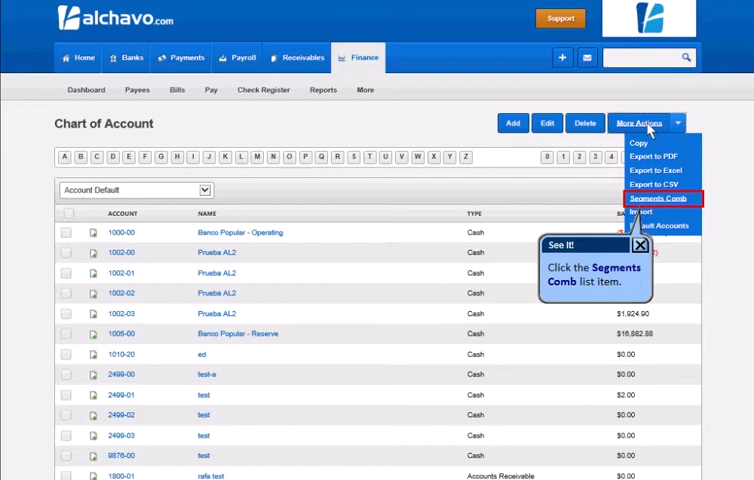 alchavo.com
Support
Home Banks Payments Payroll Receivables Finance
Dashboard Payees Bills Pay Check Register Reports More
Chart of Account
Add Edit Delete More Actions
Copy
Export to PDF
Export to Excel
Export to CSV
Segments Comb
Import
ault Accounts
A B C D E F G H I J K L M N O P Q R S T U V W X Y Z 0 1 2 3 4
Account Default
See It!
Click the Segments
Comb list item.
ACCOUNT NAME TYPE BA
1000-00 Banco Popular - Operating Cash
1002-00 Prueba AL2 Cash
1002-01 Prueba AL2 Cash
1002-02 Prueba AL2 Cash
1002-03 Prueba AL2 Cash $1,924.90
1005-00 Banco Popular - Reserve Cash $16,882.88
1010-20 ed Cash $0.00
2499-00 test-a Cash $0.00
2499-01 test Cash $2.00
2499-02 test Cash $0.00
2499-03 test Cash $0.00
9876-00 test Cash $0.00
1800-01 rafa test Accounts Receivable $0.00